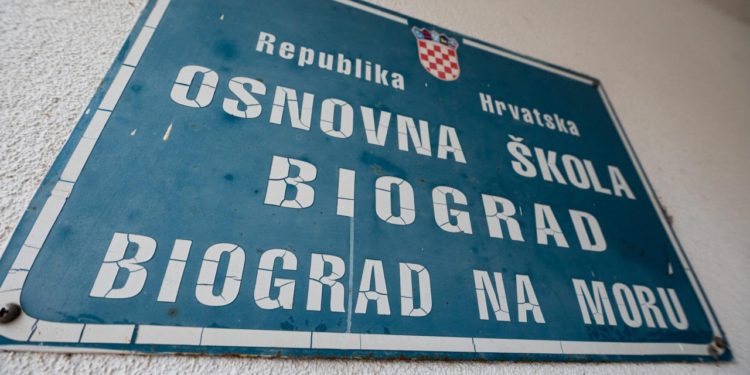 Republika Hrvatska
OSNOVNA ŠKOLA
BIOGRAD
BIOGRAD NA MORU